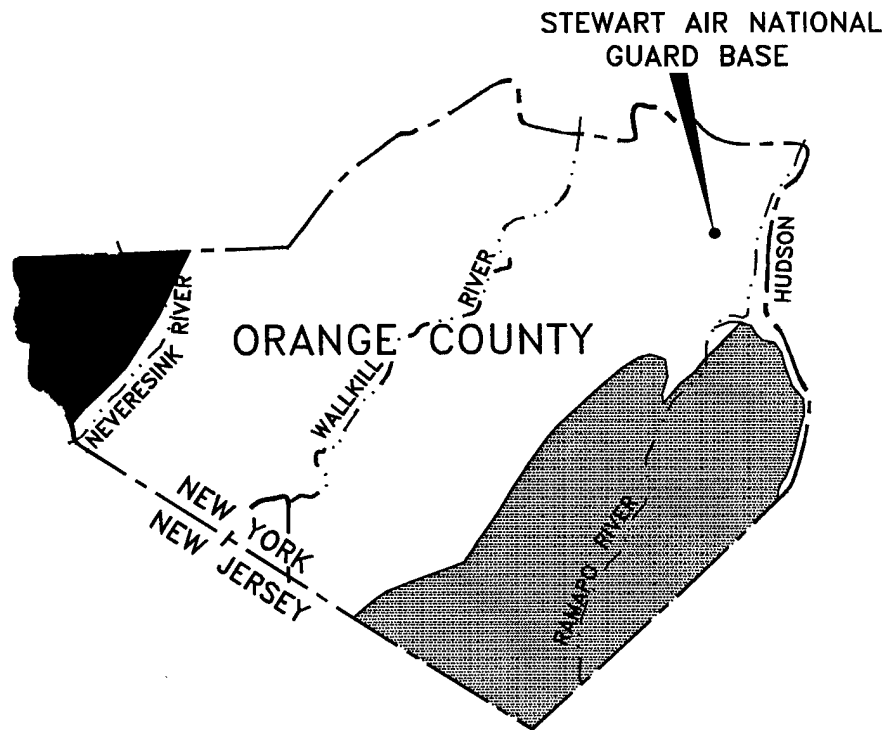 STEWART AIR NATIONAL
GUARD BASE
HUDSON
RIVER
NEVERESINK RIVER
ORANGE COUNTY
WALLKILL
NEW YORK
NEW JERSEY
RAMAPO RIVER